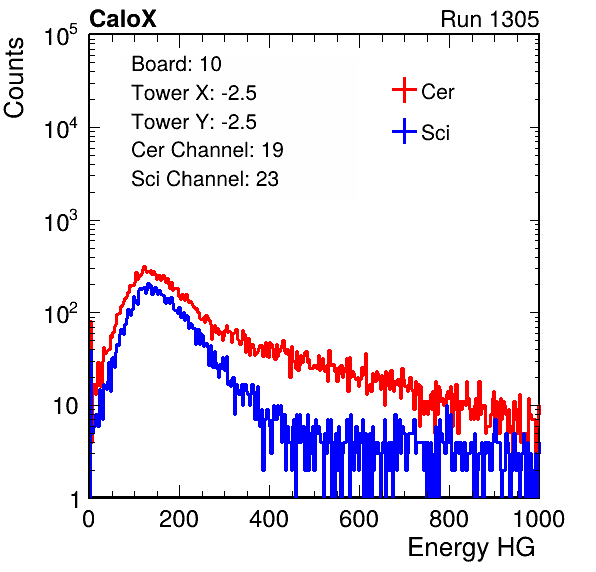 CaloX Run 1305
Counts
Board: 10
Tower X: -2.5
Tower Y: -2.5
Cer Channel: 19
Sci Channel: 23
Cer
Sci
10^5
10^4
10^3
10^2
10
1
0 200 400 600 800 1000
Energy HG